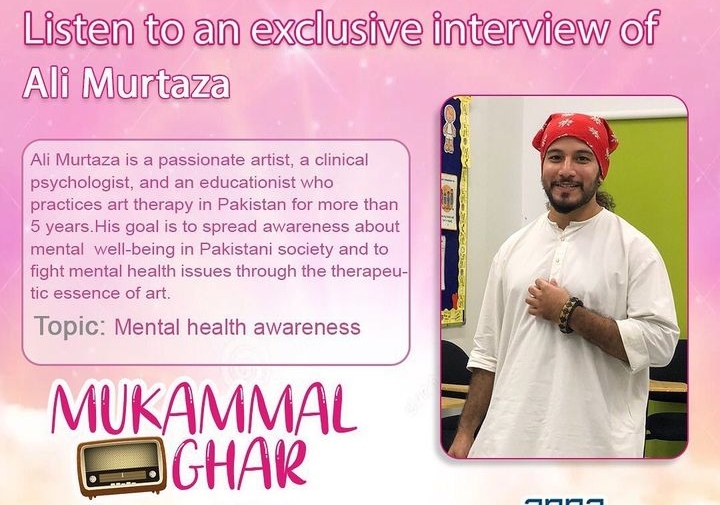 Listen to an exclusive interview of
Ali Murtaza
Ali Murtaza is a passionate artist, a clinical
psychologist, and an educationist who
practices art therapy in Pakistan for more than
5 years.His goal is to spread awareness about
mental well-being in Pakistani society and to
fight mental health issues through the therapeu-
tic essence of art.
Topic: Mental health awareness
MUKAMMAL
GHAR